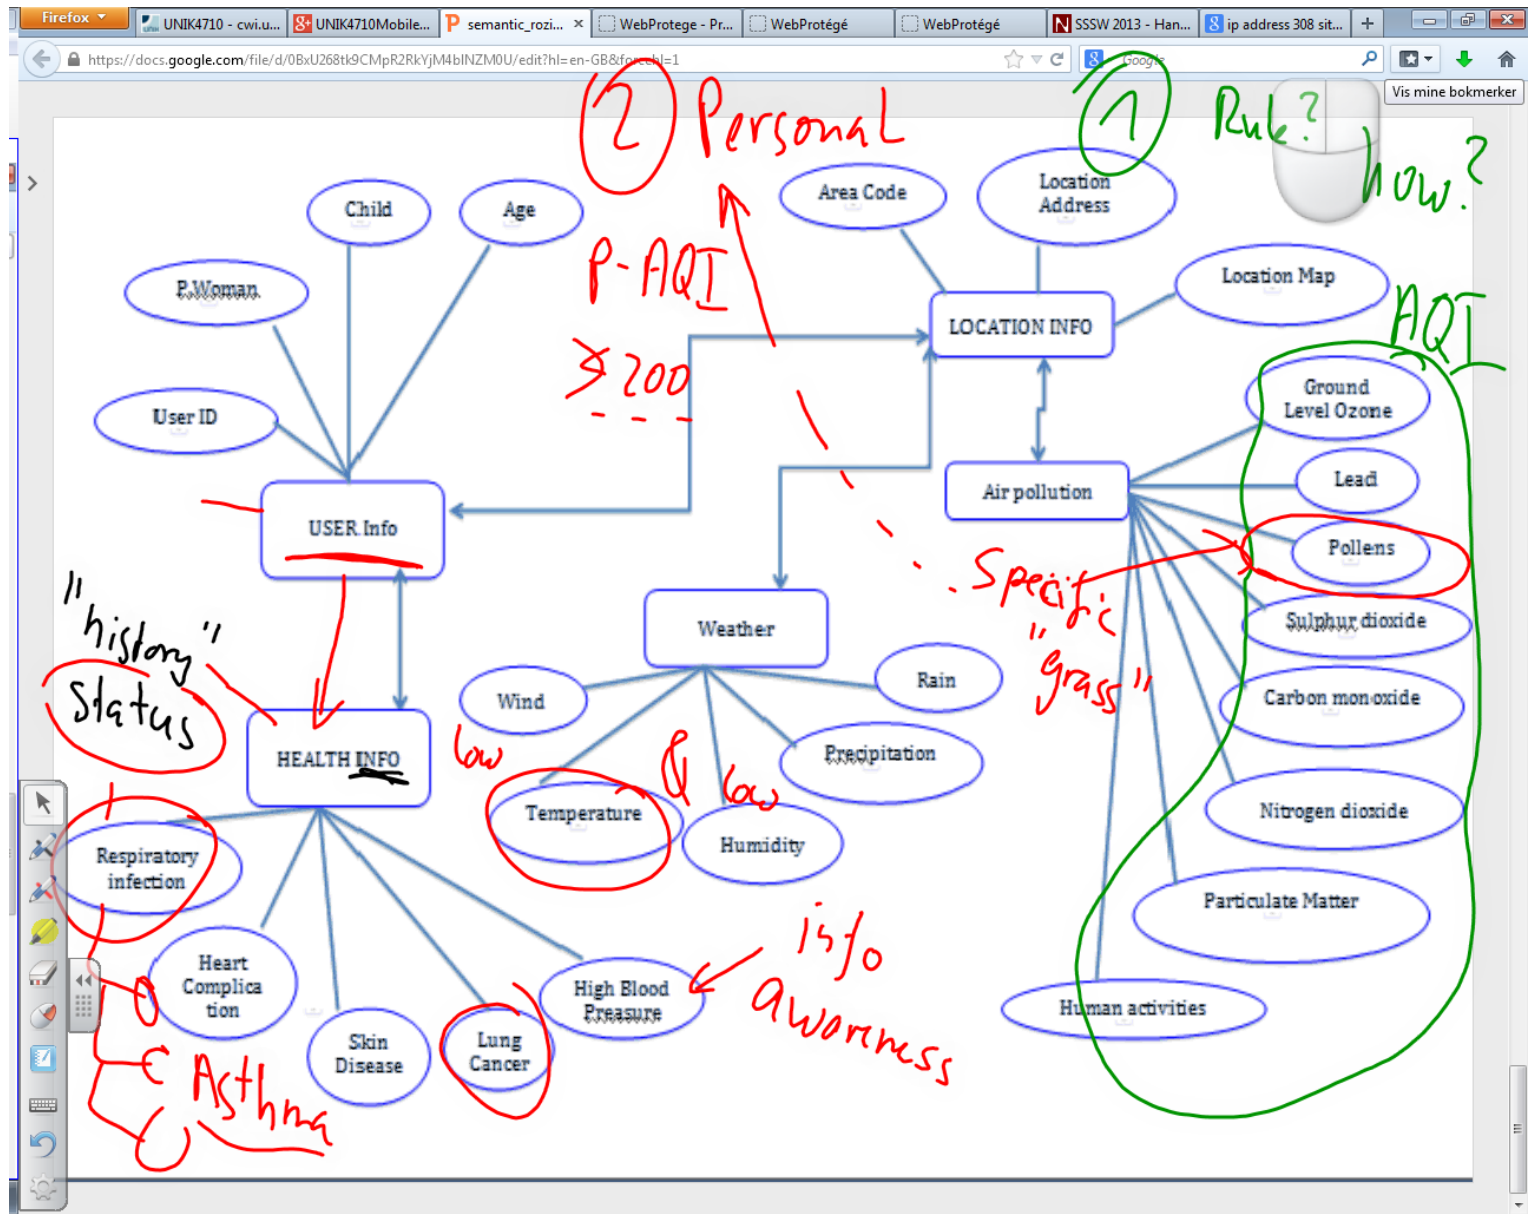 Firefox
UNIK4710 - cwi.u...
UNIK4710Mobile...
semantic_rozi...
WebProtege - Pr...
WebProtégé
WebProtégé
SSSW 2013 - Han...
ip address 308 sit...
https://docs.google.com/file/d/0BxU268tk9CMpR2RkYjM4blNZM0U/edit?hl=en-GB&forcehl=1
Google
Vis mine bokmerker
2 Personal
1 Rule?
how?
Child
Age
Area Code
Location
Address
P.Woman
P-AQI
Location Map
LOCATION INFO
AQI
> 200
Ground
Level Ozone
User ID
Lead
Air pollution
USER.Info
Pollens
Specific
"grass"
"history"
Status
Weather
Sulphur dioxide
Wind
Rain
Carbon monoxide
HEALTH INFO
low
&
low
Precipitation
Temperature
Humidity
Nitrogen dioxide
Respiratory
infection
Particulate Matter
info
awareness
Heart
Complica
tion
High Blood
Preasure
Human activities
Skin
Disease
Lung
Cancer
Asthma